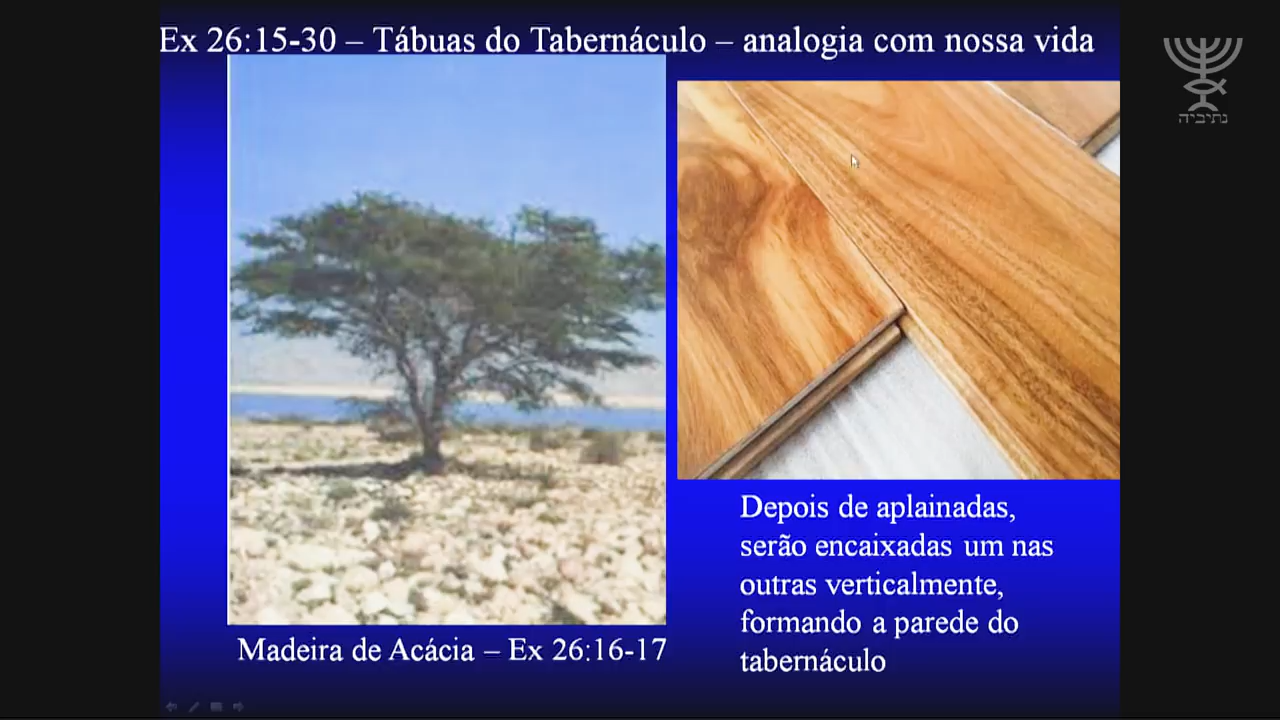 Ex 26:15-30 – Tábuas do Tabernáculo – analogia com nossa vida
נתיביה
Depois de aplainadas,
serão encaixadas um nas
outras verticalmente,
formando a parede do
tabernáculo
Madeira de Acácia – Ex 26:16-17